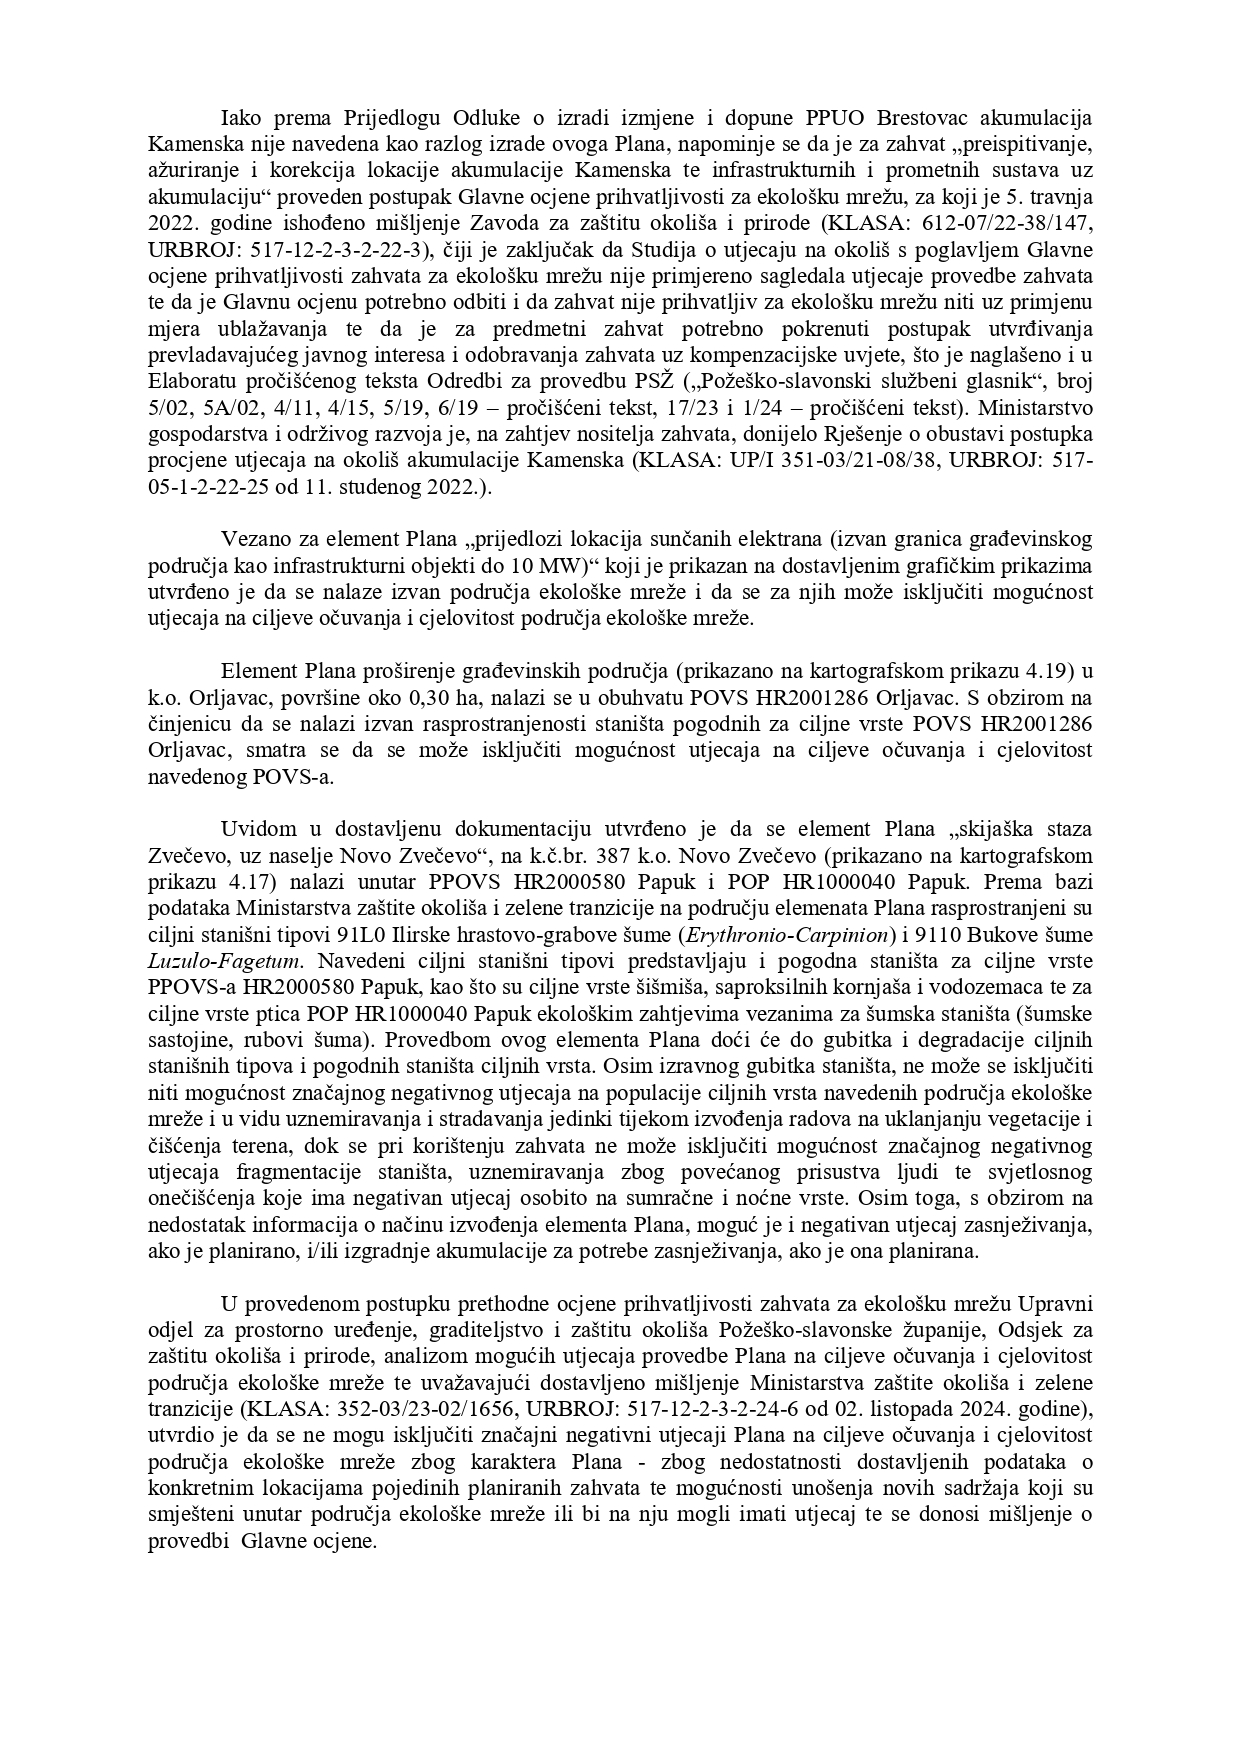 Iako prema Prijedlogu Odluke o izradi izmjene i dopune PPUO Brestovac akumulacija
Kamenska nije navedena kao razlog izrade ovoga Plana, napominje se da je za zahvat „preispitivanje,
ažuriranje i korekcija lokacije akumulacije Kamenska te infrastrukturnih i prometnih sustava uz
akumulaciju“ proveden postupak Glavne ocjene prihvatljivosti za ekološku mrežu, za koji je 5. travnja
2022. godine ishođeno mišljenje Zavoda za zaštitu okoliša i prirode (KLASA: 612-07/22-38/147,
URBROJ: 517-12-2-3-2-22-3), čiji je zaključak da Studija o utjecaju na okoliš s poglavljem Glavne
ocjene prihvatljivosti zahvata za ekološku mrežu nije primjereno sagledala utjecaje provedbe zahvata
te da je Glavnu ocjenu potrebno odbiti i da zahvat nije prihvatljiv za ekološku mrežu niti uz primjenu
mjera ublažavanja te da je za predmetni zahvat potrebno pokrenuti postupak utvrđivanja
prevladavajućeg javnog interesa i odobravanja zahvata uz kompenzacijske uvjete, što je naglašeno i u
Elaboratu pročišćenog teksta Odredbi za provedbu PSŽ („Požeško-slavonski službeni glasnik“, broj
5/02, 5A/02, 4/11, 4/15, 5/19, 6/19 – pročišćeni tekst, 17/23 i 1/24 – pročišćeni tekst). Ministarstvo
gospodarstva i održivog razvoja je, na zahtjev nositelja zahvata, donijelo Rješenje o obustavi postupka
procjene utjecaja na okoliš akumulacije Kamenska (KLASA: UP/I 351-03/21-08/38, URBROJ: 517-
05-1-2-22-25 od 11. studenog 2022.).
Vezano za element Plana „prijedlozi lokacija sunčanih elektrana (izvan granica građevinskog
područja kao infrastrukturni objekti do 10 MW)“ koji je prikazan na dostavljenim grafičkim prikazima
utvrđeno je da se nalaze izvan područja ekološke mreže i da se za njih može isključiti mogućnost
utjecaja na ciljeve očuvanja i cjelovitost područja ekološke mreže.
Element Plana proširenje građevinskih područja (prikazano na kartografskom prikazu 4.19) u
k.o. Orljavac, površine oko 0,30 ha, nalazi se u obuhvatu POVS HR2001286 Orljavac. S obzirom na
činjenicu da se nalazi izvan rasprostranjenosti staništa pogodnih za ciljne vrste POVS HR2001286
Orljavac, smatra se da se može isključiti mogućnost utjecaja na ciljeve očuvanja i cjelovitost
navedenog POVS-a.
Uvidom u dostavljenu dokumentaciju utvrđeno je da se element Plana „skijaška staza
Zvečevo, uz naselje Novo Zvečevo“, na k.č.br. 387 k.o. Novo Zvečevo (prikazano na kartografskom
prikazu 4.17) nalazi unutar PPOVS HR2000580 Papuk i POP HR1000040 Papuk. Prema bazi
podataka Ministarstva zaštite okoliša i zelene tranzicije na području elemenata Plana rasprostranjeni su
ciljni stanišni tipovi 91L0 Ilirske hrastovo-grabove šume (Erythronio-Carpinion) i 9110 Bukove šume
Luzulo-Fagetum. Navedeni ciljni stanišni tipovi predstavljaju i pogodna staništa za ciljne vrste
PPOVS-a HR2000580 Papuk, kao što su ciljne vrste šišmiša, saproksilnih kornjaša i vodozemaca te za
ciljne vrste ptica POP HR1000040 Papuk ekološkim zahtjevima vezanima za šumska staništa (šumske
sastojine, rubovi šuma). Provedbom ovog elementa Plana doći će do gubitka i degradacije ciljnih
stanišnih tipova i pogodnih staništa ciljnih vrsta. Osim izravnog gubitka staništa, ne može se isključiti
niti mogućnost značajnog negativnog utjecaja na populacije ciljnih vrsta navedenih područja ekološke
mreže i u vidu uznemiravanja i stradavanja jedinki tijekom izvođenja radova na uklanjanju vegetacije i
čišćenja terena, dok se pri korištenju zahvata ne može isključiti mogućnost značajnog negativnog
utjecaja fragmentacije staništa, uznemiravanja zbog povećanog prisustva ljudi te svjetlosnog
onečišćenja koje ima negativan utjecaj osobito na sumračne i noćne vrste. Osim toga, s obzirom na
nedostatak informacija o načinu izvođenja elementa Plana, moguć je i negativan utjecaj zasnježivanja,
ako je planirano, i/ili izgradnje akumulacije za potrebe zasnježivanja, ako je ona planirana.
U provedenom postupku prethodne ocjene prihvatljivosti zahvata za ekološku mrežu Upravni
odjel za prostorno uređenje, graditeljstvo i zaštitu okoliša Požeško-slavonske županije, Odsjek za
zaštitu okoliša i prirode, analizom mogućih utjecaja provedbe Plana na ciljeve očuvanja i cjelovitost
područja ekološke mreže te uvažavajući dostavljeno mišljenje Ministarstva zaštite okoliša i zelene
tranzicije (KLASA: 352-03/23-02/1656, URBROJ: 517-12-2-3-2-24-6 od 02. listopada 2024. godine),
utvrdio je da se ne mogu isključiti značajni negativni utjecaji Plana na ciljeve očuvanja i cjelovitost
područja ekološke mreže zbog karaktera Plana - zbog nedostatnosti dostavljenih podataka o
konkretnim lokacijama pojedinih planiranih zahvata te mogućnosti unošenja novih sadržaja koji su
smješteni unutar područja ekološke mreže ili bi na nju mogli imati utjecaj te se donosi mišljenje o
provedbi  Glavne ocjene.